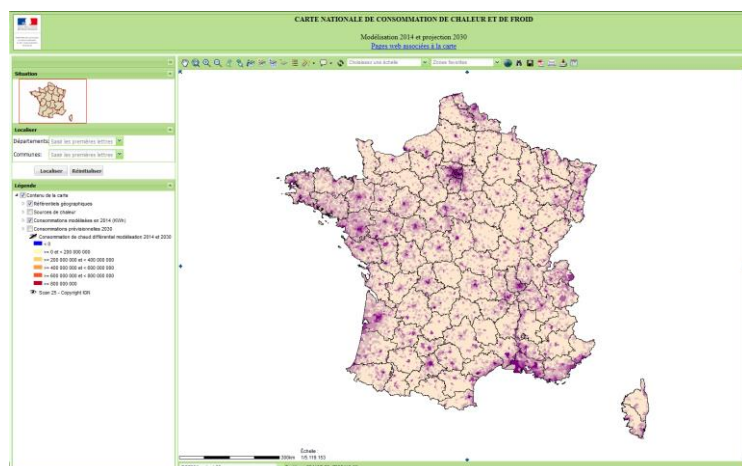 CARTE NATIONALE DE CONSOMMATION DE CHALEUR ET DE FROID
Modélisation 2014 et projection 2030
Pages web associées à la carte
Situation
Choisissez une échelle
Zones favorites
Localiser
Départements: Saisir les premières lettres
Communes: Saisir les premières lettres
Localiser Réinitialiser
Légende
Contenu de la carte
Référentiels géographiques
Sources de chaleur
Consommations modélisées en 2014 (KWh)
Consommations prévisionnelles 2030
Consommation de chaud différentiel modélisation 2014 et 2030
< 0
>= 0 et < 200 000 000
>= 200 000 000 et < 400 000 000
>= 400 000 000 et < 600 000 000
>= 600 000 000 et < 800 000 000
>= 800 000 000
Scan 25 - Copyright IGN
Échelle :
300km